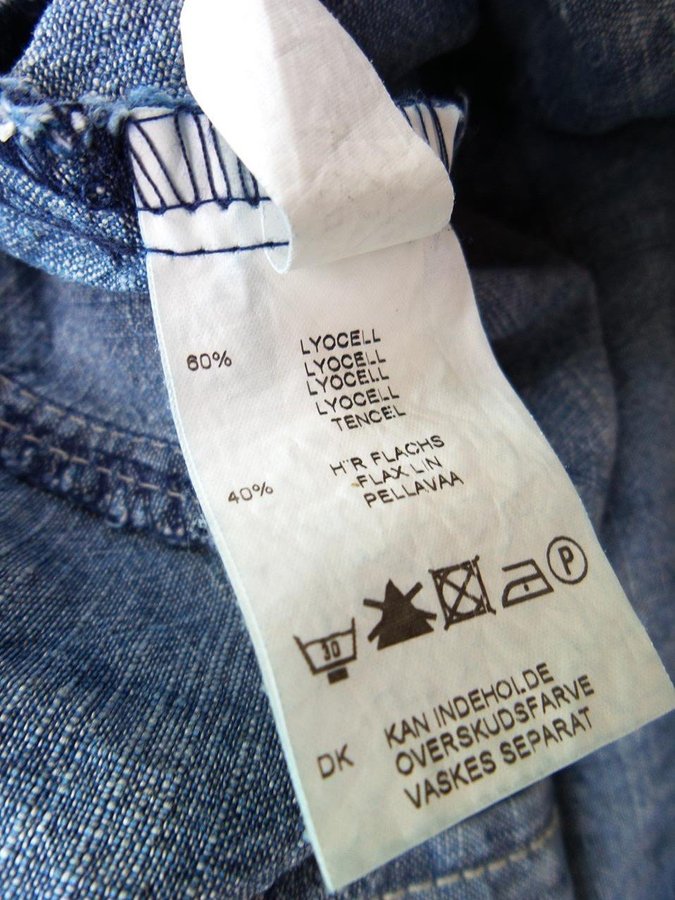 60% LYOCELL
LYOCELL
LYOCELL
LYOCELL
TENCEL
40% H¨R FLACHS
FLAX LIN
PELLAVAA
30
P
DK KAN INDEHOLDE
OVERSKUDSFARVE
VASKES SEPARAT